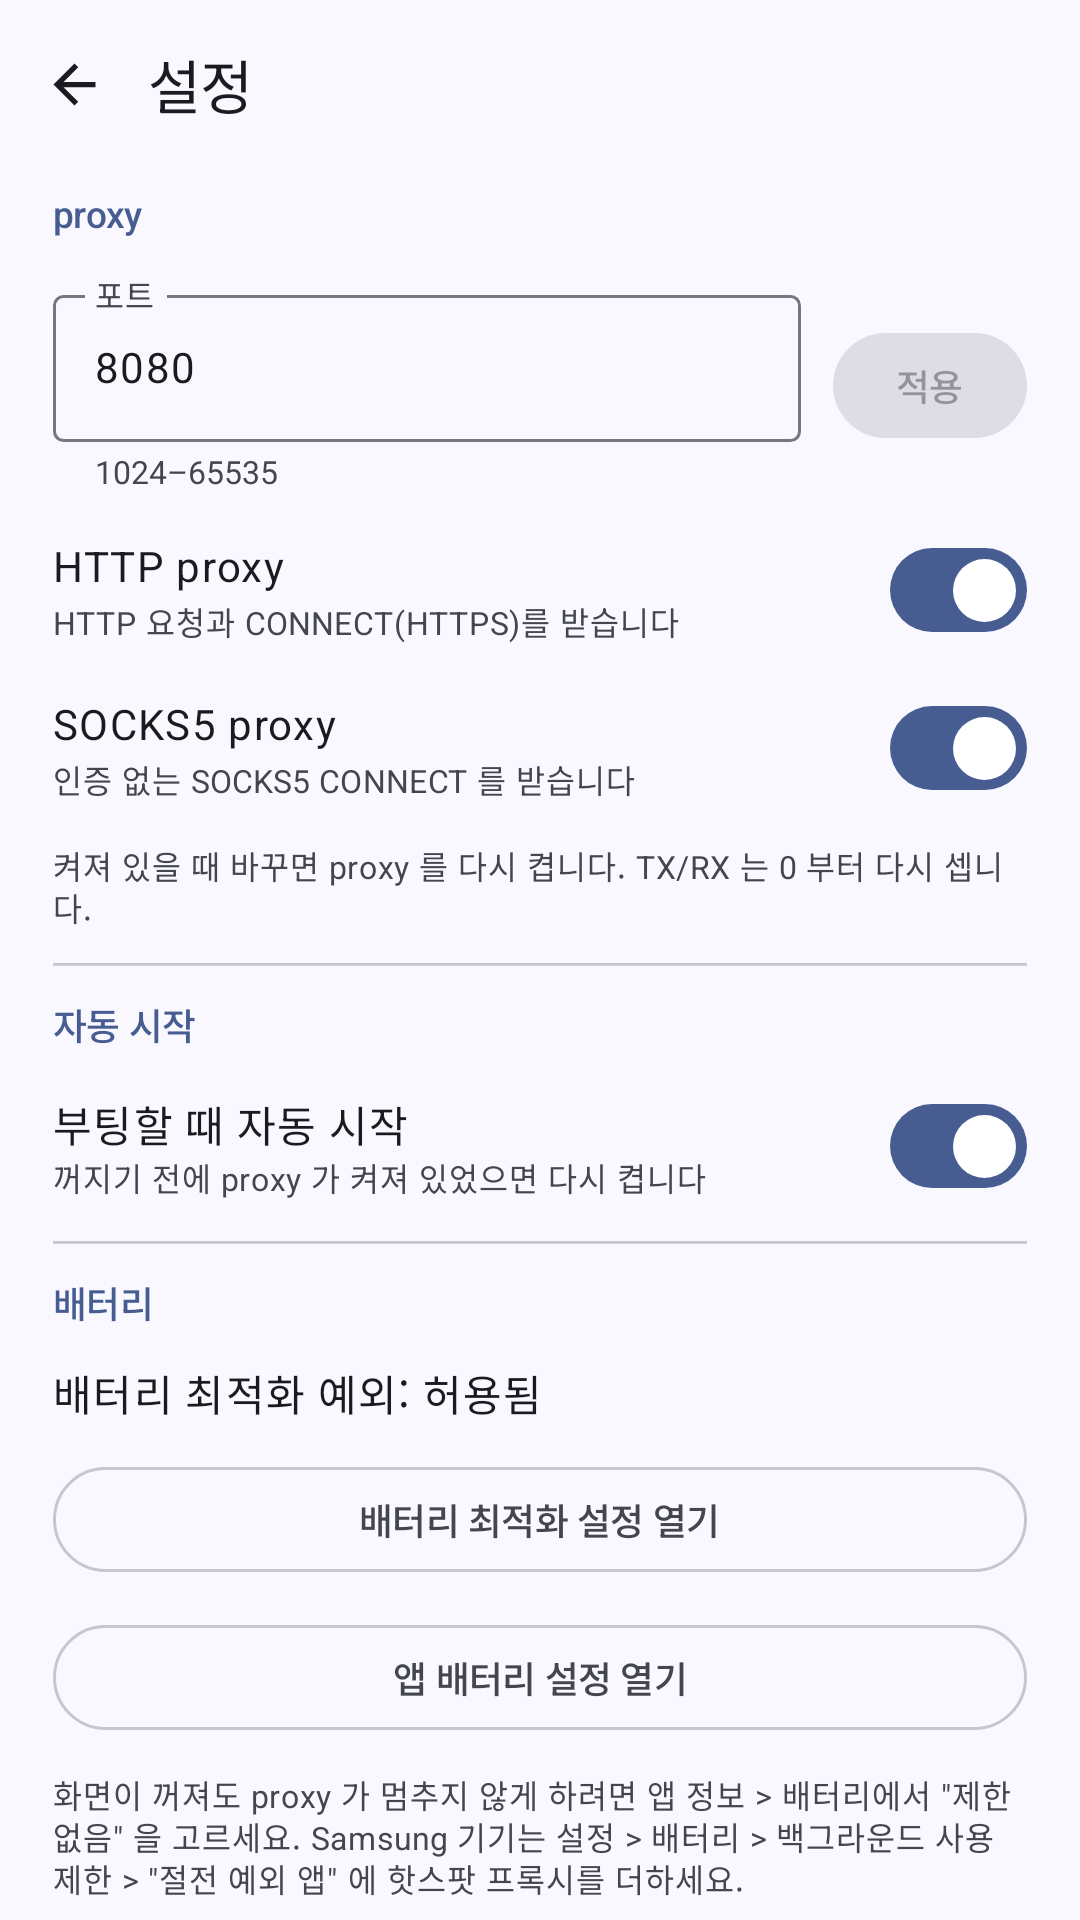 설정
proxy
포트
8080
적용
1024–65535
HTTP proxy
HTTP 요청과 CONNECT(HTTPS)를 받습니다
SOCKS5 proxy
인증 없는 SOCKS5 CONNECT 를 받습니다
켜져 있을 때 바꾸면 proxy 를 다시 켭니다. TX/RX 는 0 부터 다시 셉니
다.
자동 시작
부팅할 때 자동 시작
꺼지기 전에 proxy 가 켜져 있었으면 다시 켭니다
배터리
배터리 최적화 예외: 허용됨
배터리 최적화 설정 열기
앱 배터리 설정 열기
화면이 꺼져도 proxy 가 멈추지 않게 하려면 앱 정보 > 배터리에서 "제한
없음" 을 고르세요. Samsung 기기는 설정 > 배터리 > 백그라운드 사용
제한 > "절전 예외 앱" 에 핫스팟 프록시를 더하세요.